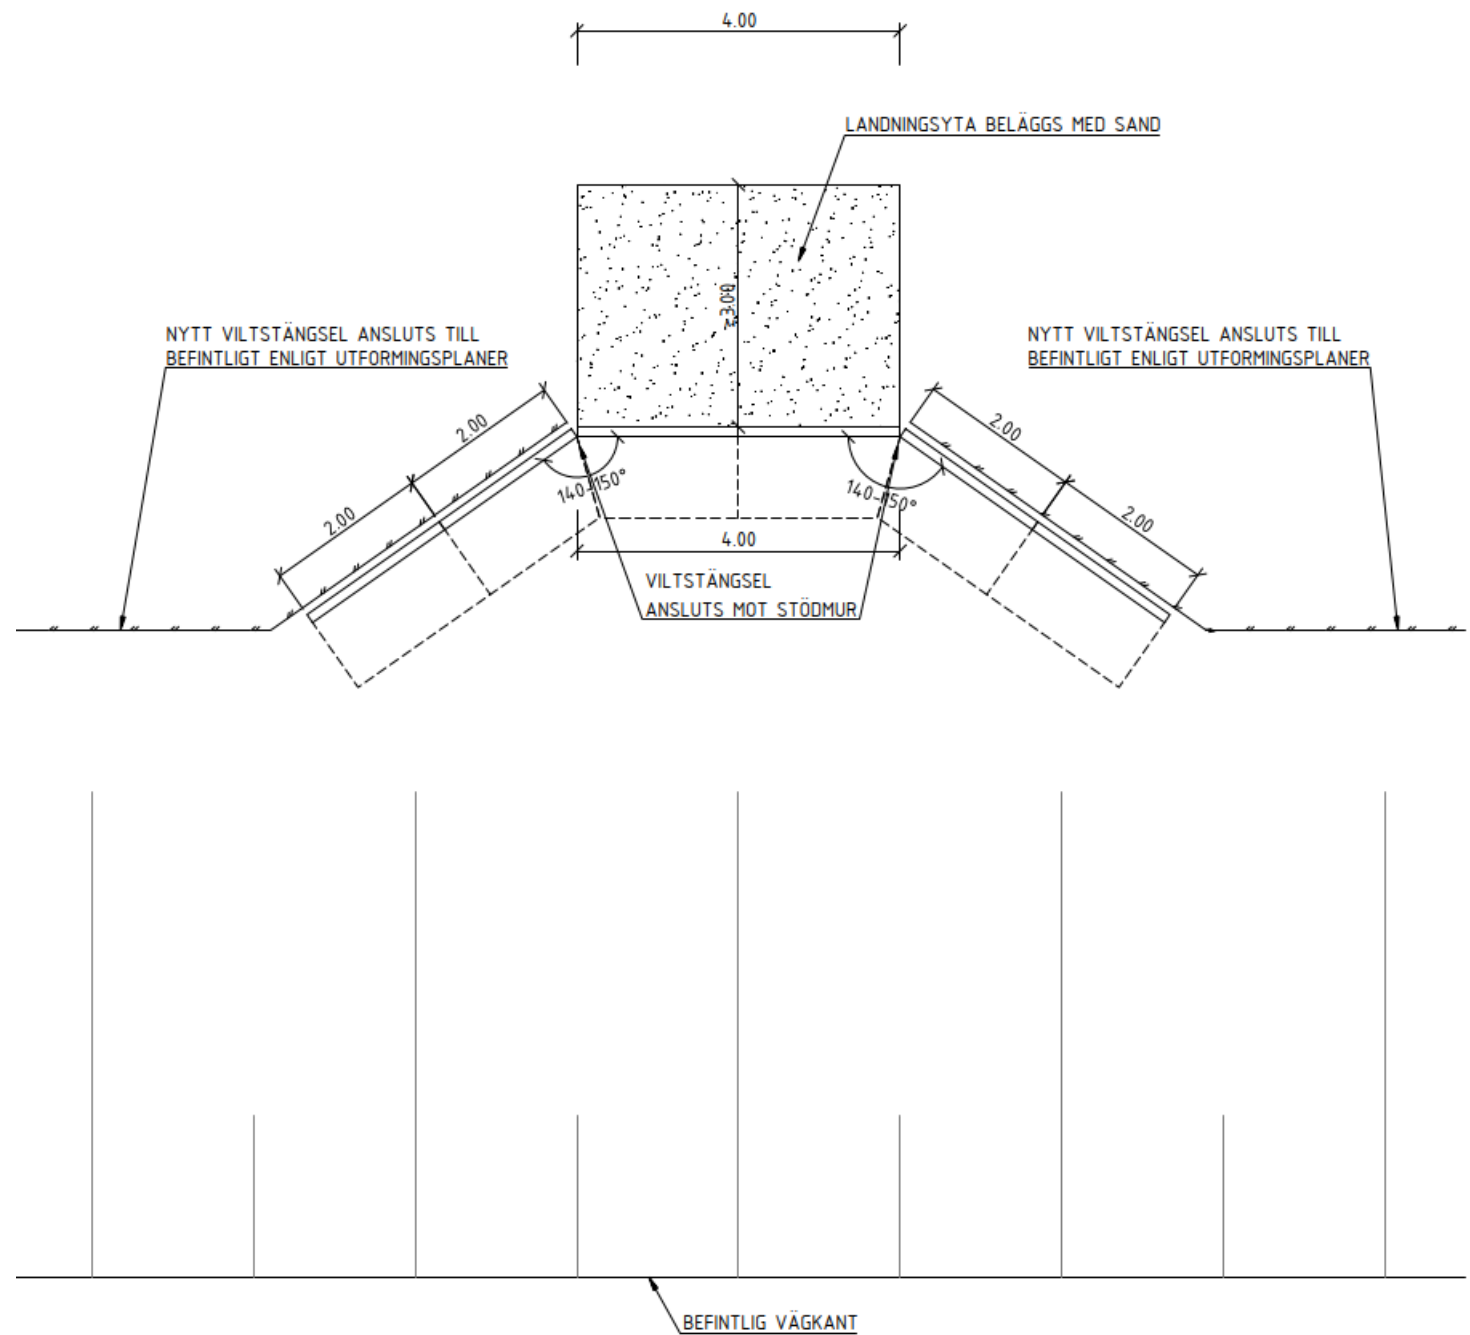 4.00
LANDNINGSYTA BELÄGGS MED SAND
≥3.00
NYTT VILTSTÄNGSEL ANSLUTS TILL
BEFINTLIGT ENLIGT UTFORMINGSPLANER
NYTT VILTSTÄNGSEL ANSLUTS TILL
BEFINTLIGT ENLIGT UTFORMINGSPLANER
2.00
2.00
2.00
2.00
140-150°
140-150°
4.00
VILTSTÄNGSEL
ANSLUTS MOT STÖDMUR
BEFINTLIG VÄGKANT